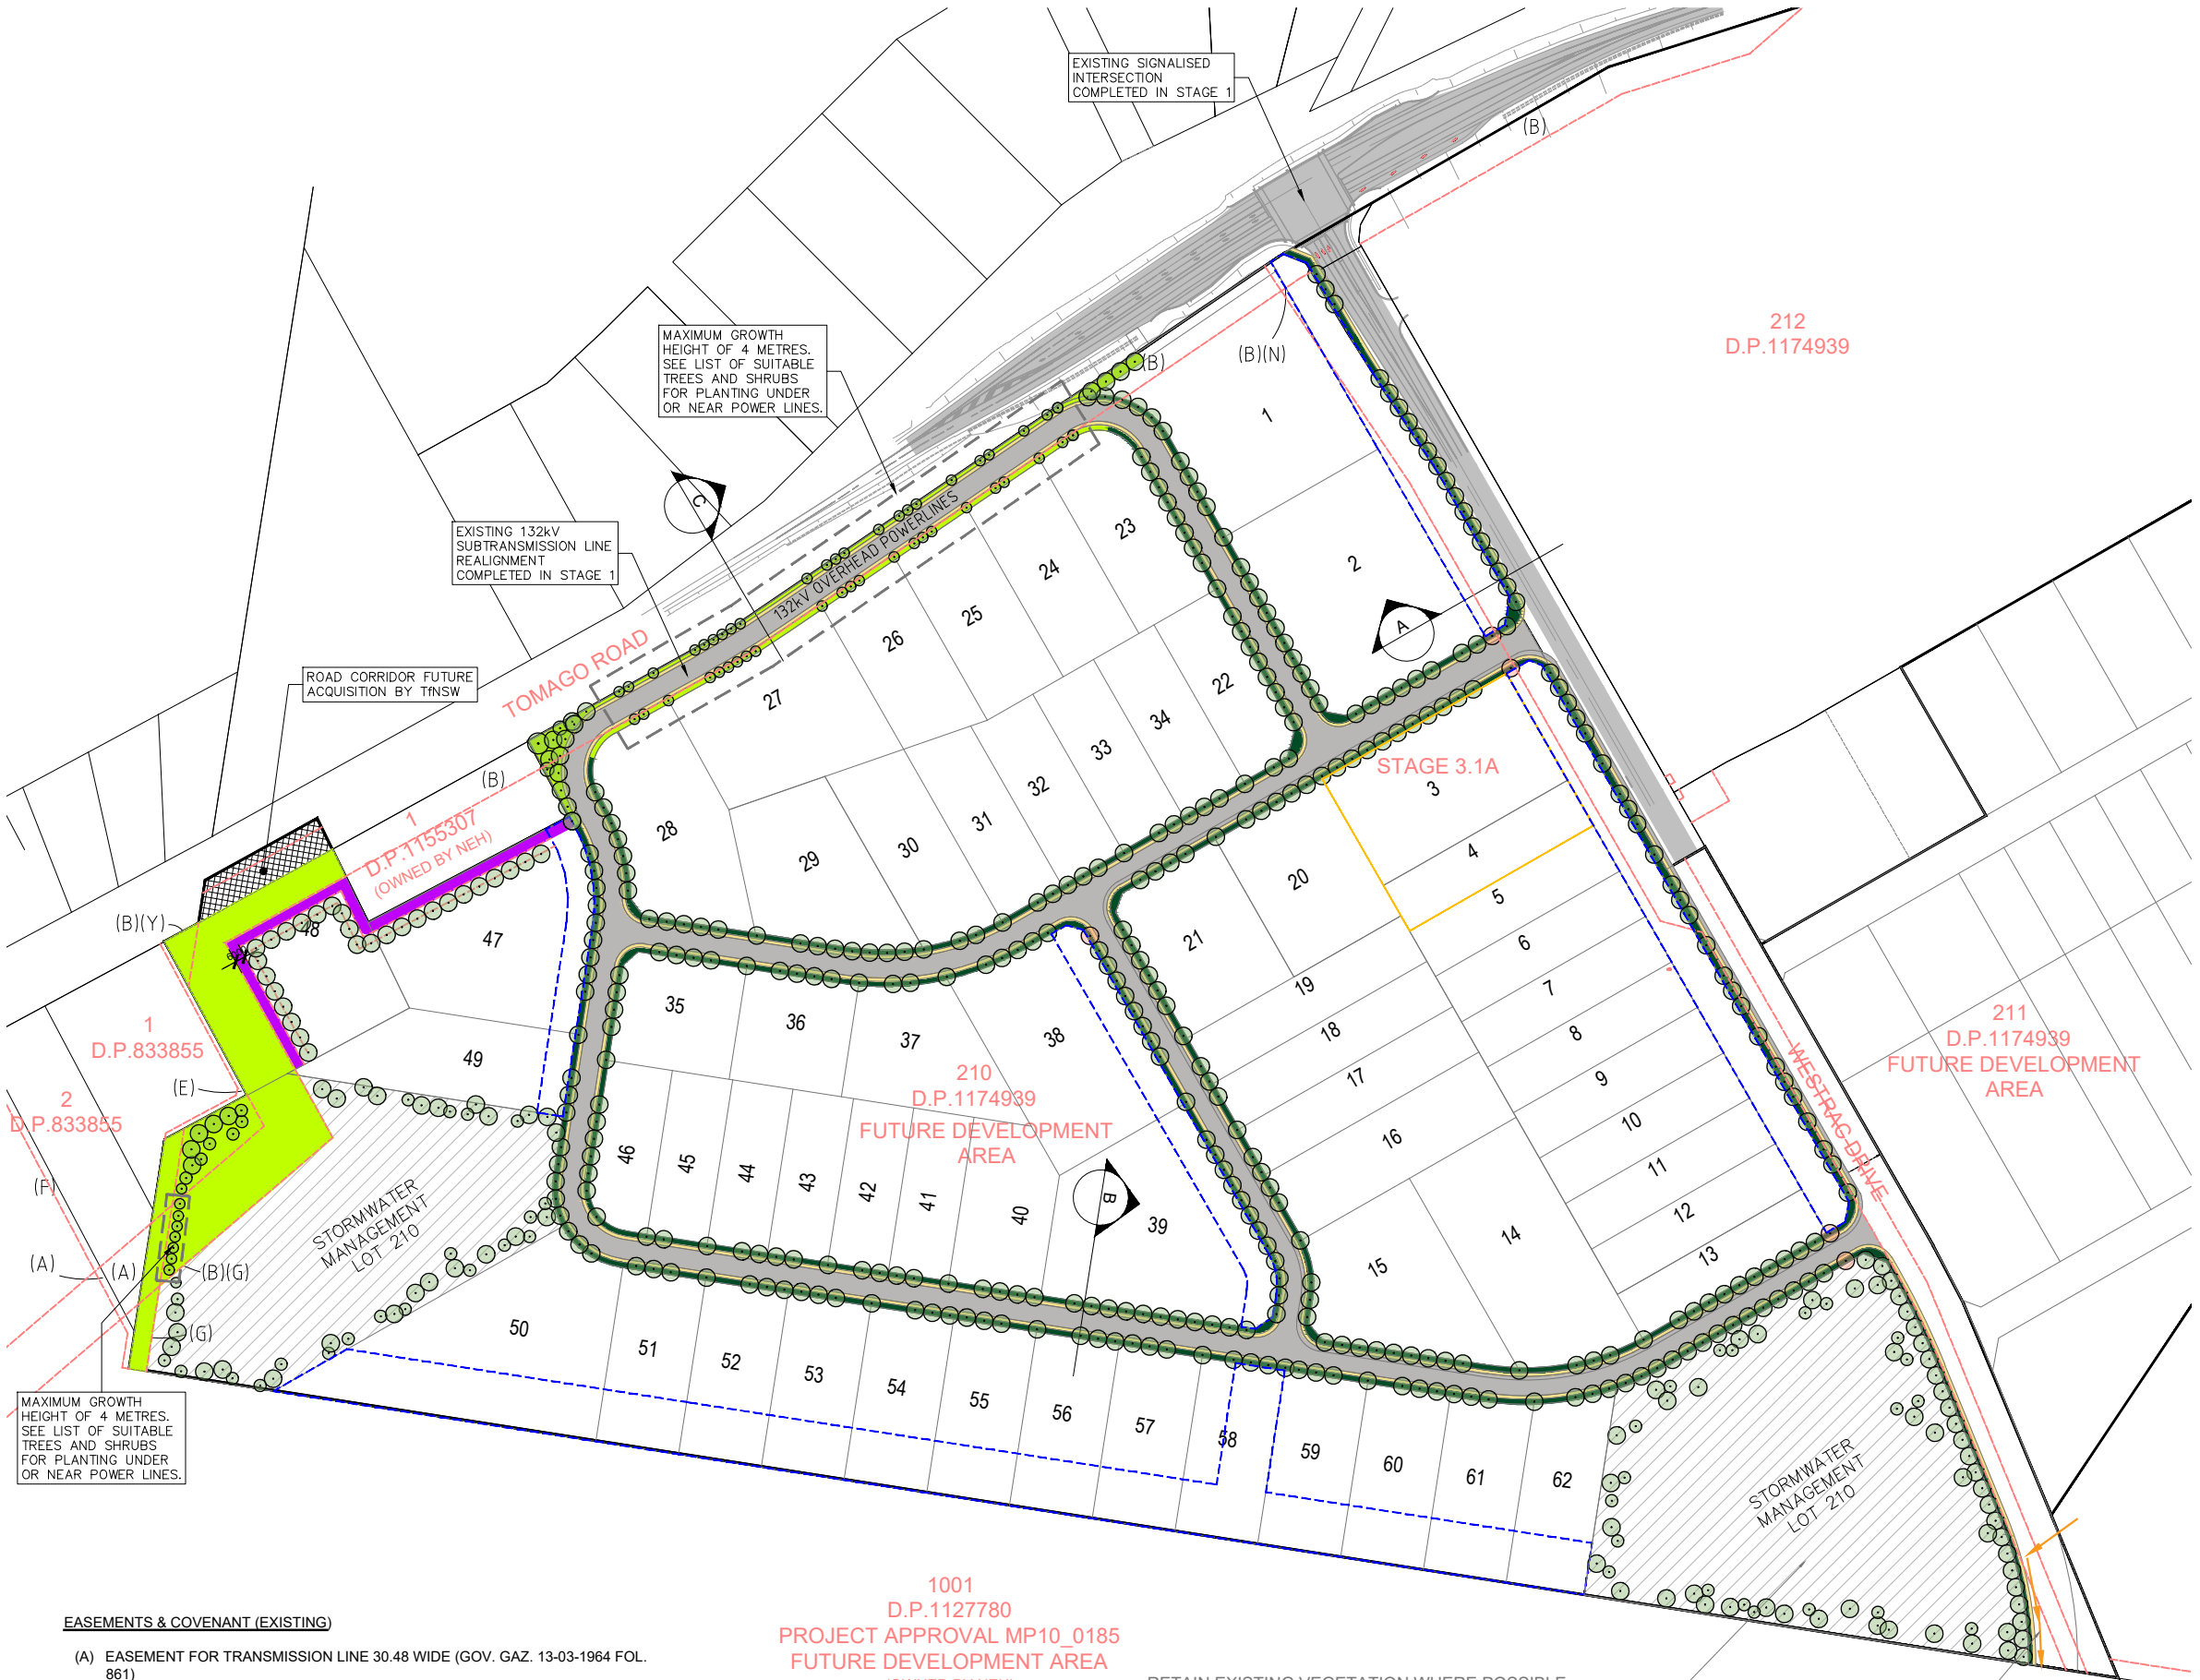 EXISTING SIGNALISED
INTERSECTION
COMPLETED IN STAGE 1
(B)
212
D.P.1174939
MAXIMUM GROWTH
HEIGHT OF 4 METRES.
SEE LIST OF SUITABLE
TREES AND SHRUBS
FOR PLANTING UNDER
OR NEAR POWER LINES.
(B)(N)
(B)
1
C
132kV OVERHEAD POWERLINES
EXISTING 132kV
SUBTRANSMISSION LINE
REALIGNMENT
COMPLETED IN STAGE 1
23
24
25
26
2
A
TOMAGO ROAD
ROAD CORRIDOR FUTURE
ACQUISITION BY TfNSW
27
22
34
33
32
31
30
29
28
(B)
STAGE 3.1A
3
4
5
6
7
8
9
10
11
12
13
1
D.P.1155307
(OWNED BY NEH)
20
21
19
18
17
16
15
14
(B)(Y)
48
47
49
35
36
37
38
1
D.P.833855
(E)
2
D.P.833855
210
D.P.1174939
FUTURE DEVELOPMENT
AREA
211
D.P.1174939
FUTURE DEVELOPMENT
AREA
WESTRAC DRIVE
46
45
44
43
42
41
40
39
B
(F)
(A)
(A)
(B)(G)
(G)
STORMWATER
MANAGEMENT
LOT 210
50
51
52
53
54
55
56
57
58
59
60
61
62
MAXIMUM GROWTH
HEIGHT OF 4 METRES.
SEE LIST OF SUITABLE
TREES AND SHRUBS
FOR PLANTING UNDER
OR NEAR POWER LINES.
STORMWATER
MANAGEMENT
LOT 210
1001
D.P.1127780
PROJECT APPROVAL MP10_0185
FUTURE DEVELOPMENT AREA
EASEMENTS & COVENANT (EXISTING)
(A) EASEMENT FOR TRANSMISSION LINE 30.48 WIDE (GOV. GAZ. 13-03-1964 FOL.
861)
RETAIN EXISTING VEGETATION WHERE POSSIBLE